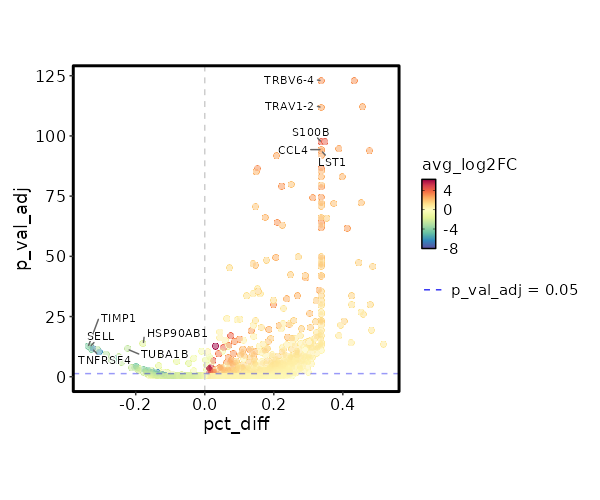 125
100
75
50
25
0
p_val_adj
TRBV6-4
TRAV1-2
S100B
CCL4
LST1
TIMP1
SELL
HSP90AB1
TNFRSF4
TUBA1B
-0.2
0.0
0.2
0.4
pct_diff
avg_log2FC
4
0
-4
-8
p_val_adj = 0.05